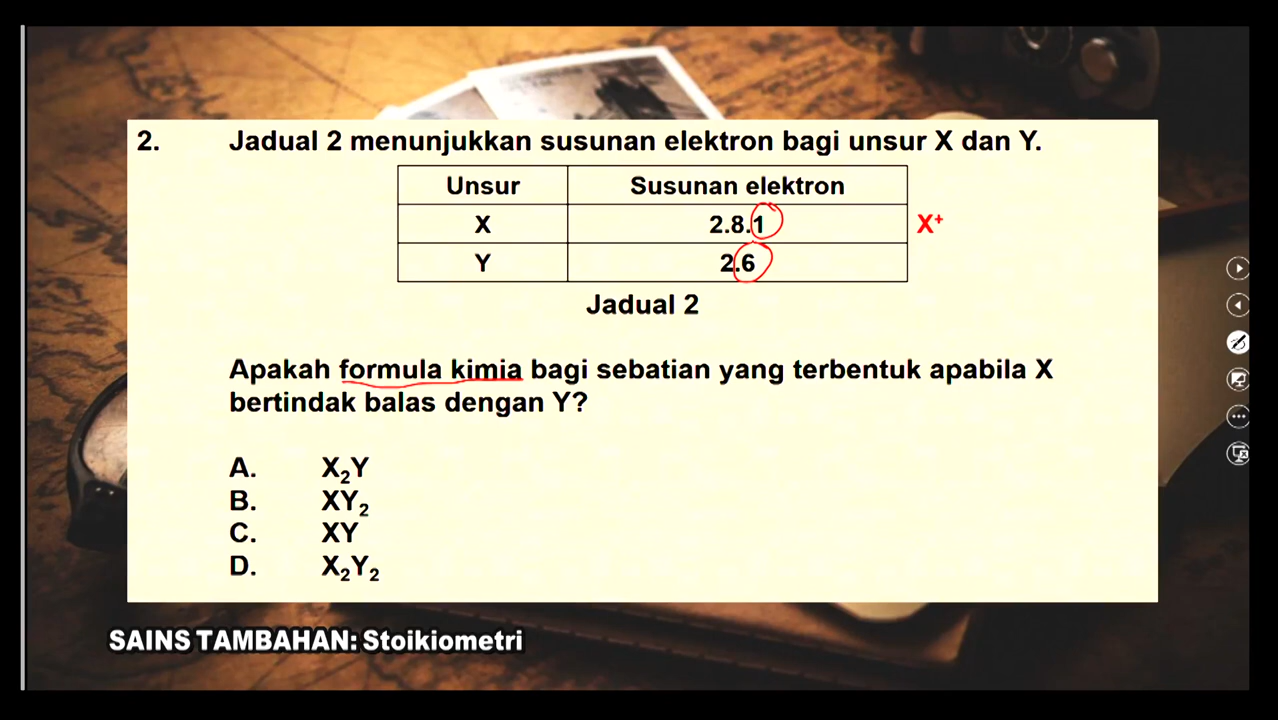 2. Jadual 2 menunjukkan susunan elektron bagi unsur X dan Y.
Unsur Susunan elektron
X 2.8.1 X⁺
Y 2.6
Jadual 2
Apakah formula kimia bagi sebatian yang terbentuk apabila X
bertindak balas dengan Y?
A. X₂Y
B. XY₂
C. XY
D. X₂Y₂
SAINS TAMBAHAN: Stoikiometri